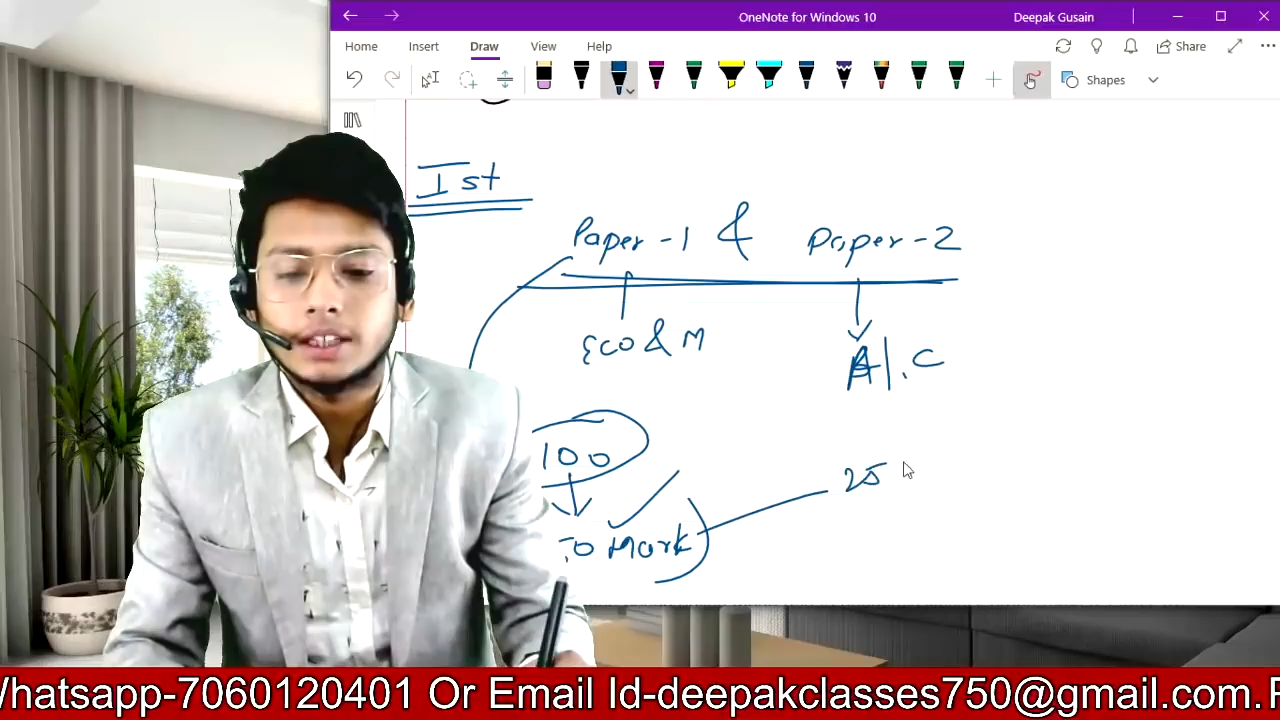 OneNote for Windows 10
Deepak Gusain
Home Insert Draw View Help
Share
Shapes
Ist
Paper-1 & Paper-2
Eco & M
A/.C
100
50 Mark
25
Whatsapp-7060120401 Or Email Id-deepakclasses750@gmail.com.F